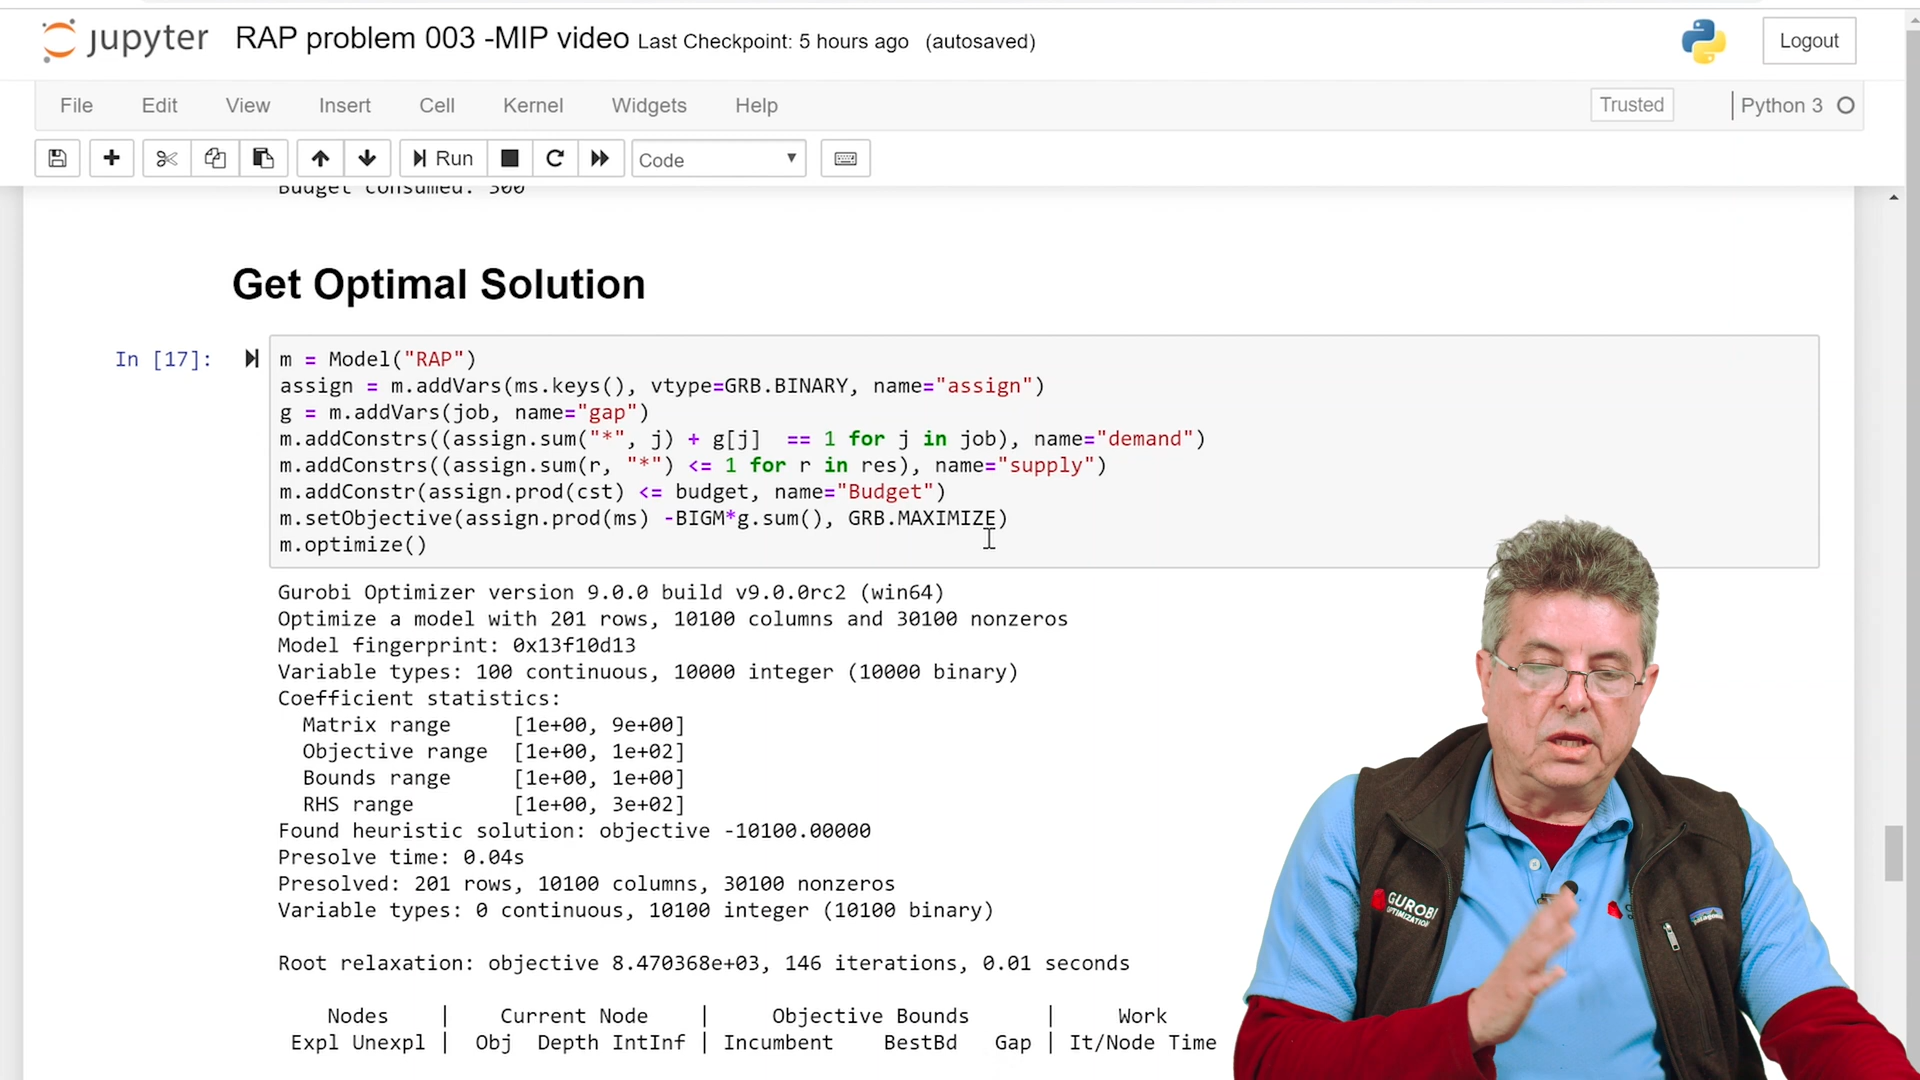 jupyter RAP problem 003 -MIP video Last Checkpoint: 5 hours ago (autosaved) Logout
File Edit View Insert Cell Kernel Widgets Help Trusted Python 3
Run Code
Budget consumed: 300
Get Optimal Solution
In [17]:
m = Model("RAP")
assign = m.addVars(ms.keys(), vtype=GRB.BINARY, name="assign")
g = m.addVars(job, name="gap")
m.addConstrs((assign.sum("*", j) + g[j]  == 1 for j in job), name="demand")
m.addConstrs((assign.sum(r, "*") <= 1 for r in res), name="supply")
m.addConstr(assign.prod(cst) <= budget, name="Budget")
m.setObjective(assign.prod(ms) -BIGM*g.sum(), GRB.MAXIMIZE)
m.optimize()
Gurobi Optimizer version 9.0.0 build v9.0.0rc2 (win64)
Optimize a model with 201 rows, 10100 columns and 30100 nonzeros
Model fingerprint: 0x13f10d13
Variable types: 100 continuous, 10000 integer (10000 binary)
Coefficient statistics:
Matrix range [1e+00, 9e+00]
Objective range [1e+00, 1e+02]
Bounds range [1e+00, 1e+00]
RHS range [1e+00, 3e+02]
Found heuristic solution: objective -10100.00000
Presolve time: 0.04s
Presolved: 201 rows, 10100 columns, 30100 nonzeros
Variable types: 0 continuous, 10100 integer (10100 binary)
Root relaxation: objective 8.470368e+03, 146 iterations, 0.01 seconds
Nodes | Current Node | Objective Bounds | Work
Expl Unexpl | Obj Depth IntInf | Incumbent BestBd Gap | It/Node Time
GUROBI
OPTIMIZATION
patagonia